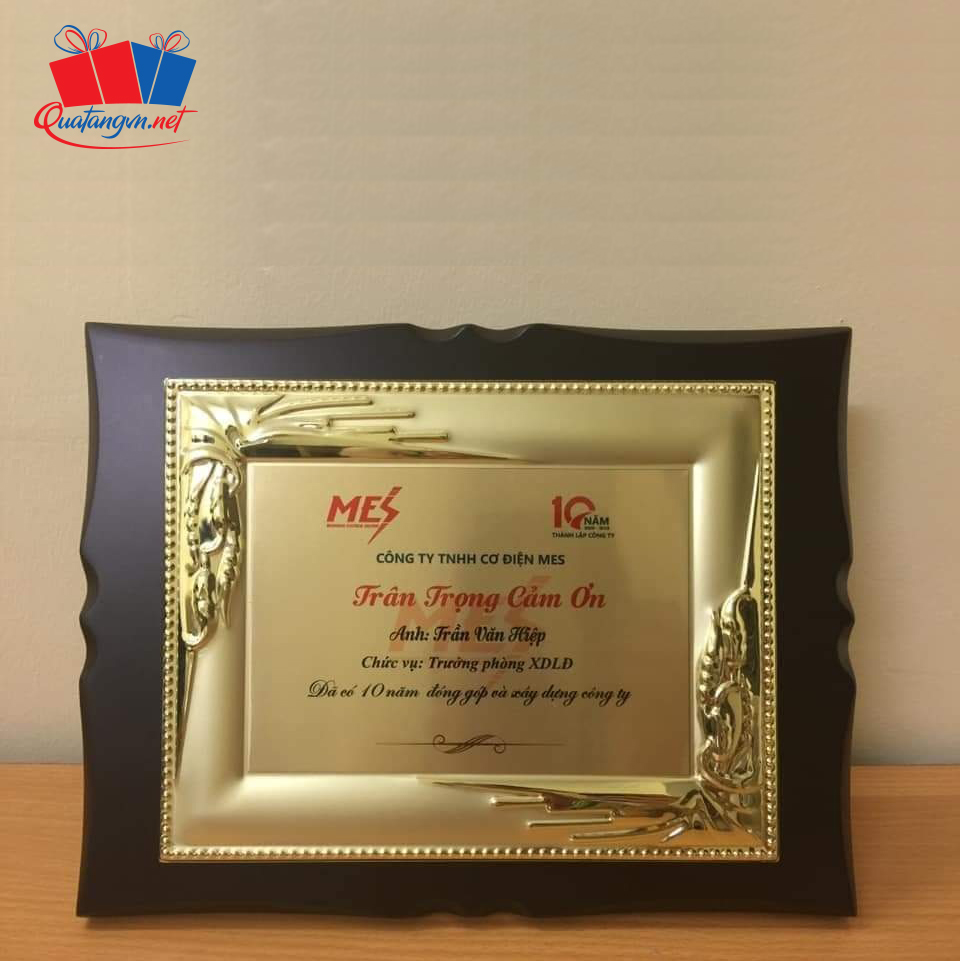 Quatangvn.net
MES
10 NĂM
THÀNH LẬP CÔNG TY
CÔNG TY TNHH CƠ ĐIỆN MES
Trân Trọng Cảm Ơn
MES
Anh: Trần Văn Hiệp
Chức vụ: Trưởng phòng XDLĐ
Đã có 10 năm đóng góp và xây dựng công ty